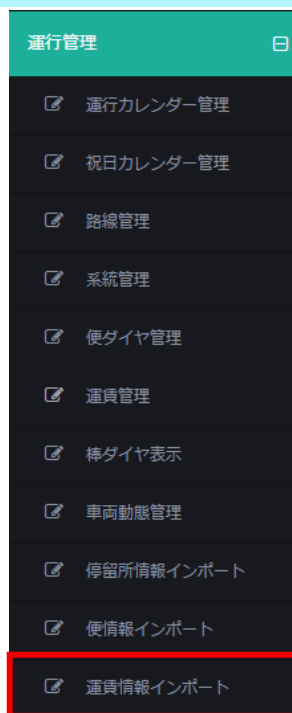 運行管理
運行カレンダー管理
祝日カレンダー管理
路線管理
系統管理
便ダイヤ管理
運賃管理
棒ダイヤ表示
車両動態管理
停留所情報インポート
便情報インポート
運賃情報インポート